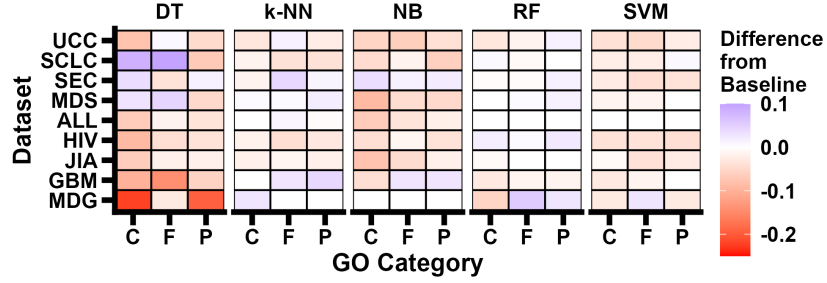 DT k-NN NB RF SVM
UCC
SCLC
SEC
MDS
ALL
HIV
JIA
GBM
MDG
Dataset
C F P C F P C F P C F P C F P
GO Category
Difference
from
Baseline
0.1
0.0
-0.1
-0.2